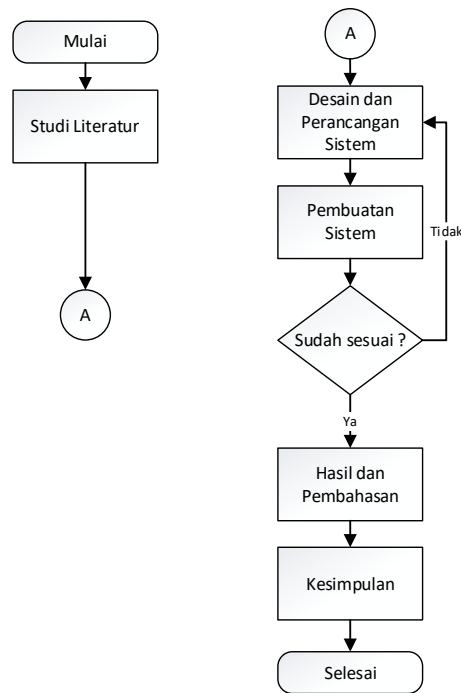 Mulai
Studi Literatur
A
A
Desain dan
Perancangan
Sistem
Pembuatan
Sistem
Tidak
Sudah sesuai ?
Ya
Hasil dan
Pembahasan
Kesimpulan
Selesai